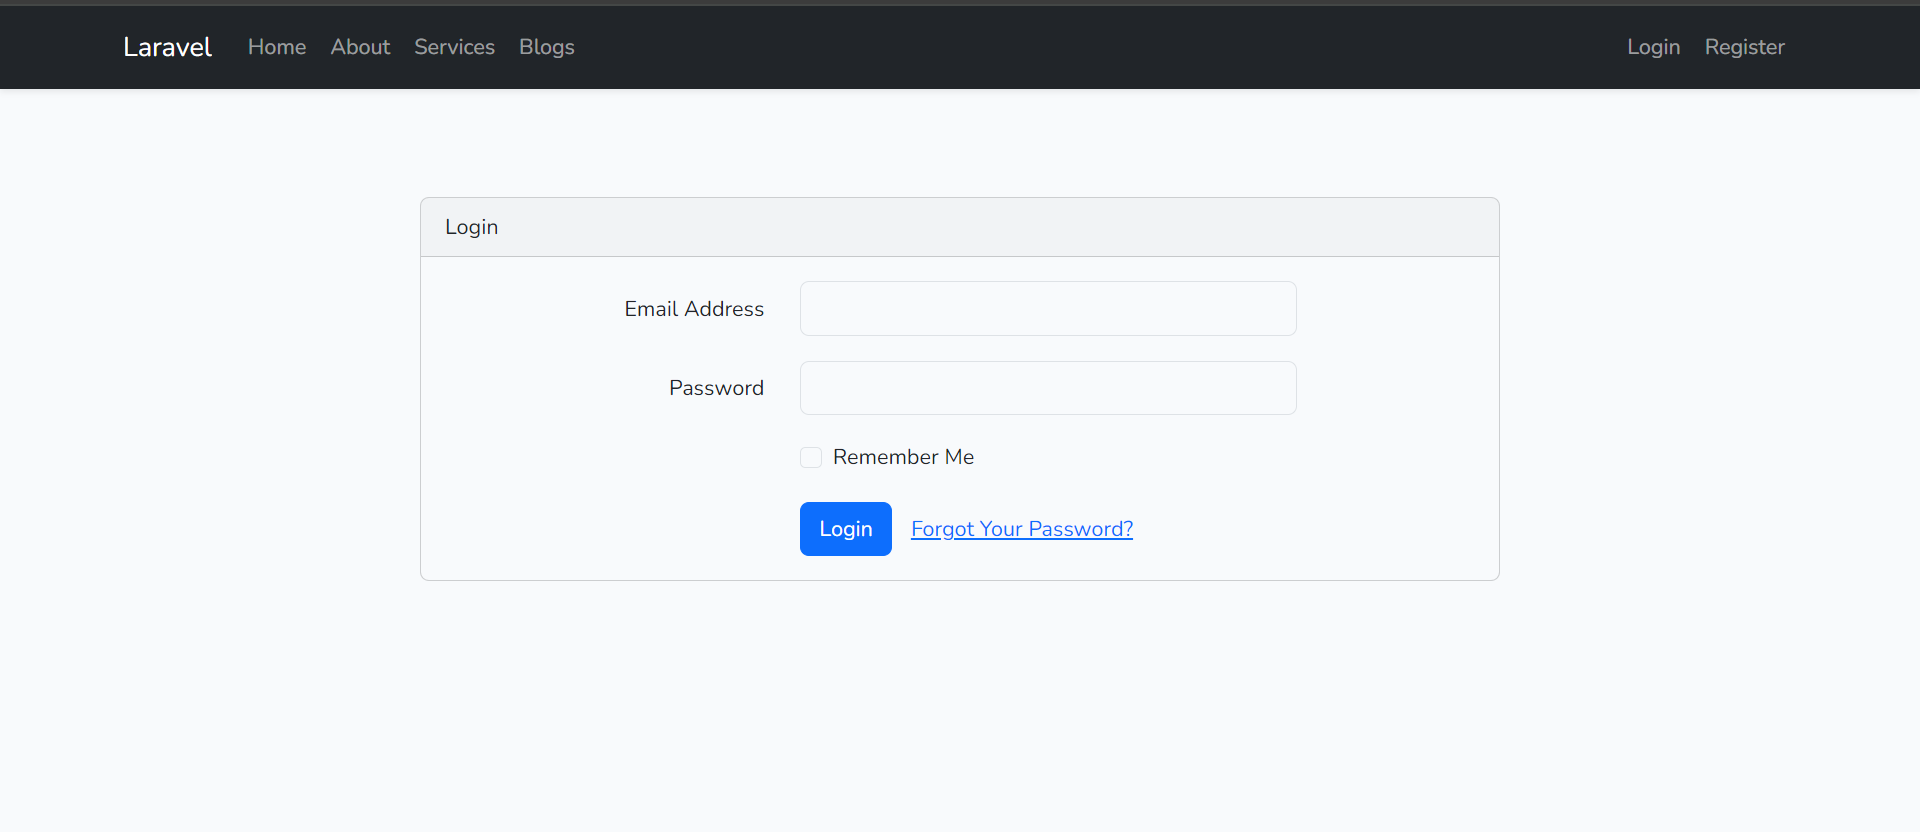 Laravel Home About Services Blogs Login Register
Login
Email Address
Password
Remember Me
Login Forgot Your Password?